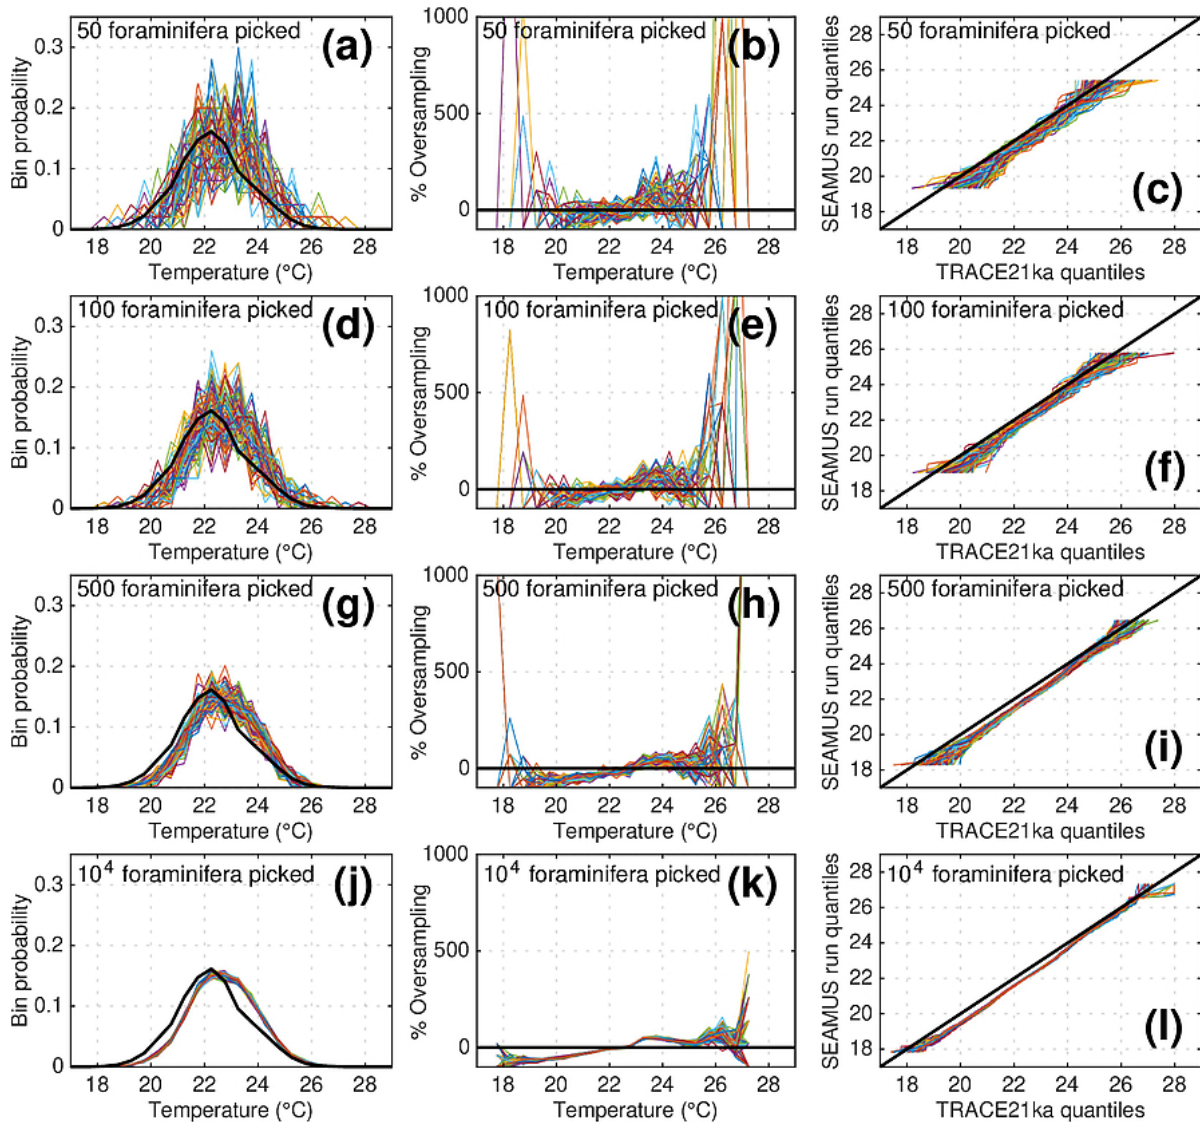 50 foraminifera picked
(a)
0.3
0.2
0.1
0
Bin probability
18 20 22 24 26 28
Temperature (°C)
50 foraminifera picked
(b)
1000
500
0
% Oversampling
18 20 22 24 26 28
Temperature (°C)
50 foraminifera picked
(c)
28
26
24
22
20
18
SEAMUS run quantiles
18 20 22 24 26 28
TRACE21ka quantiles
100 foraminifera picked
(d)
0.3
0.2
0.1
0
Bin probability
18 20 22 24 26 28
Temperature (°C)
100 foraminifera picked
(e)
1000
500
0
% Oversampling
18 20 22 24 26 28
Temperature (°C)
100 foraminifera picked
(f)
28
26
24
22
20
18
SEAMUS run quantiles
18 20 22 24 26 28
TRACE21ka quantiles
500 foraminifera picked
(g)
0.3
0.2
0.1
0
Bin probability
18 20 22 24 26 28
Temperature (°C)
500 foraminifera picked
(h)
1000
500
0
% Oversampling
18 20 22 24 26 28
Temperature (°C)
500 foraminifera picked
(i)
28
26
24
22
20
18
SEAMUS run quantiles
18 20 22 24 26 28
TRACE21ka quantiles
10⁴ foraminifera picked
(j)
0.3
0.2
0.1
0
Bin probability
18 20 22 24 26 28
Temperature (°C)
10⁴ foraminifera picked
(k)
1000
500
0
% Oversampling
18 20 22 24 26 28
Temperature (°C)
10⁴ foraminifera picked
(l)
28
26
24
22
20
18
SEAMUS run quantiles
18 20 22 24 26 28
TRACE21ka quantiles